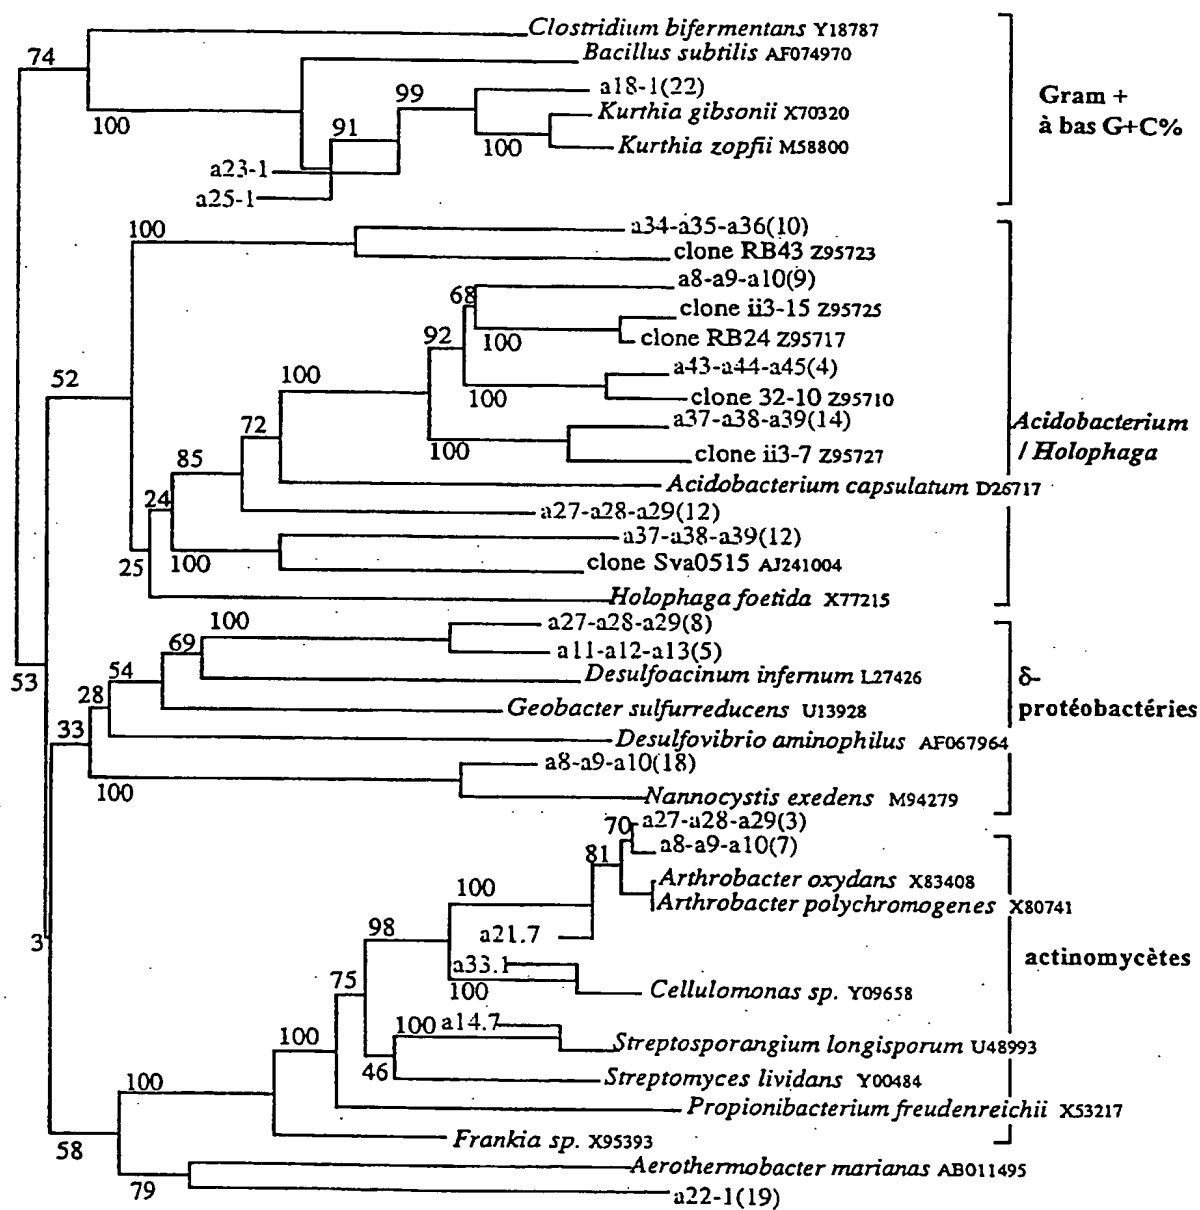 Clostridium bifermentans Y18787
74
Bacillus subtilis AF074970
a18-1(22)
99
Kurthia gibsonii X70320
Gram +
à bas G+C%
100
91
100
Kurthia zopfii M58800
a23-1
a25-1
100
a34-a35-a36(10)
clone RB43 Z95723
a8-a9-a10(9)
68
clone ii3-15 Z95725
92
100
clone RB24 Z95717
a43-a44-a45(4)
52
100
100
clone 32-10 Z95710
a37-a38-a39(14)
Acidobacterium
/ Holophaga
72
100
clone ii3-7 Z95727
85
Acidobacterium capsulatum D26717
24
a27-a28-a29(12)
a37-a38-a39(12)
25
100
clone Sva0515 AJ241004
Holophaga foetida X77215
100
a27-a28-a29(8)
69
a11-a12-a13(5)
53
54
Desulfoacinum infernum L27426
δ-
protéobactéries
28
Geobacter sulfurreducens U13928
33
Desulfovibrio aminophilus AF067964
a8-a9-a10(18)
100
Nannocystis exedens M94279
70
a27-a28-a29(3)
a8-a9-a10(7)
81
Arthrobacter oxydans X83408
100
Arthrobacter polychromogenes X80741
98
a21.7
3
actinomycètes
a33.1
75
100
Cellulomonas sp. Y09658
100
a14.7
100
Streptosporangium longisporum U48993
46
Streptomyces lividans Y00484
100
Propionibacterium freudenreichii X53217
Frankia sp. X95393
58
Aerothermobacter marianas AB011495
79
a22-1(19)